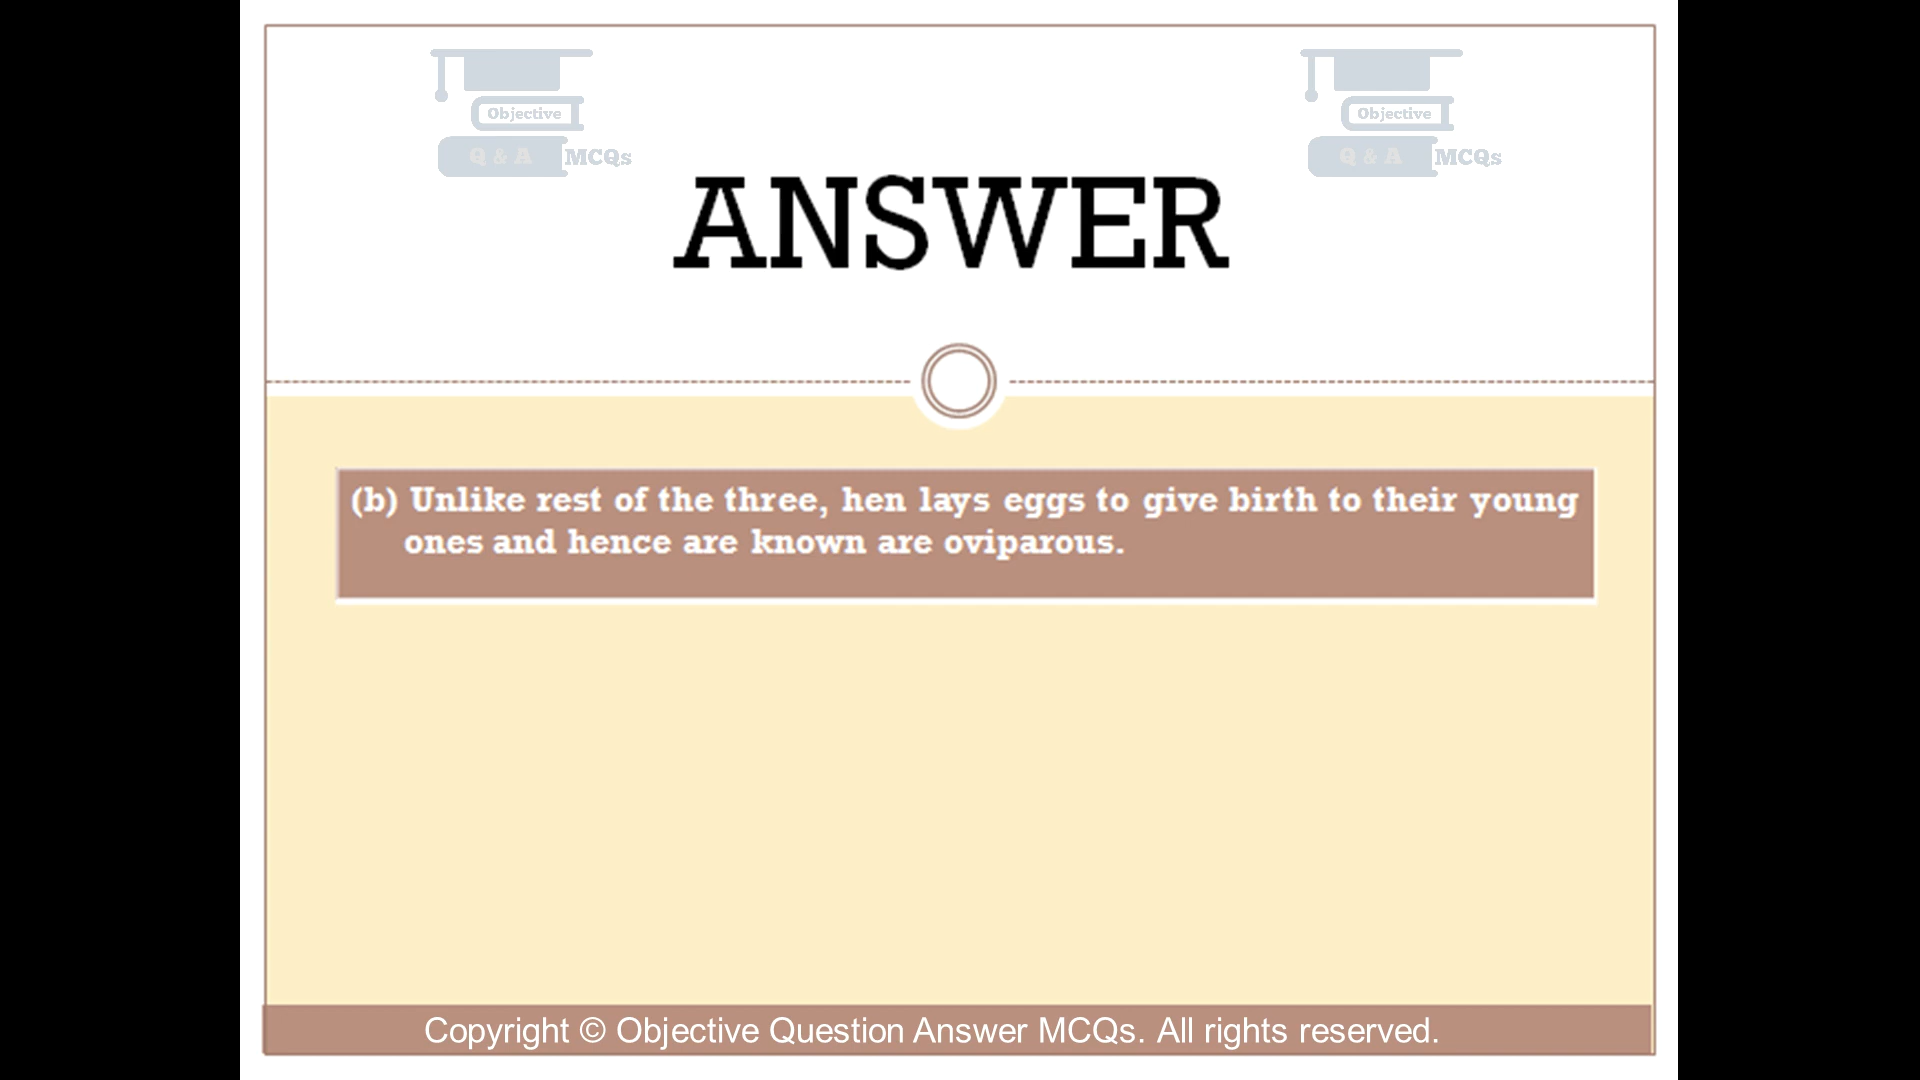 Objective
Q & A MCQs
Objective
Q & A MCQs
ANSWER
(b) Unlike rest of the three, hen lays eggs to give birth to their young
ones and hence are known are oviparous.
Copyright © Objective Question Answer MCQs. All rights reserved.